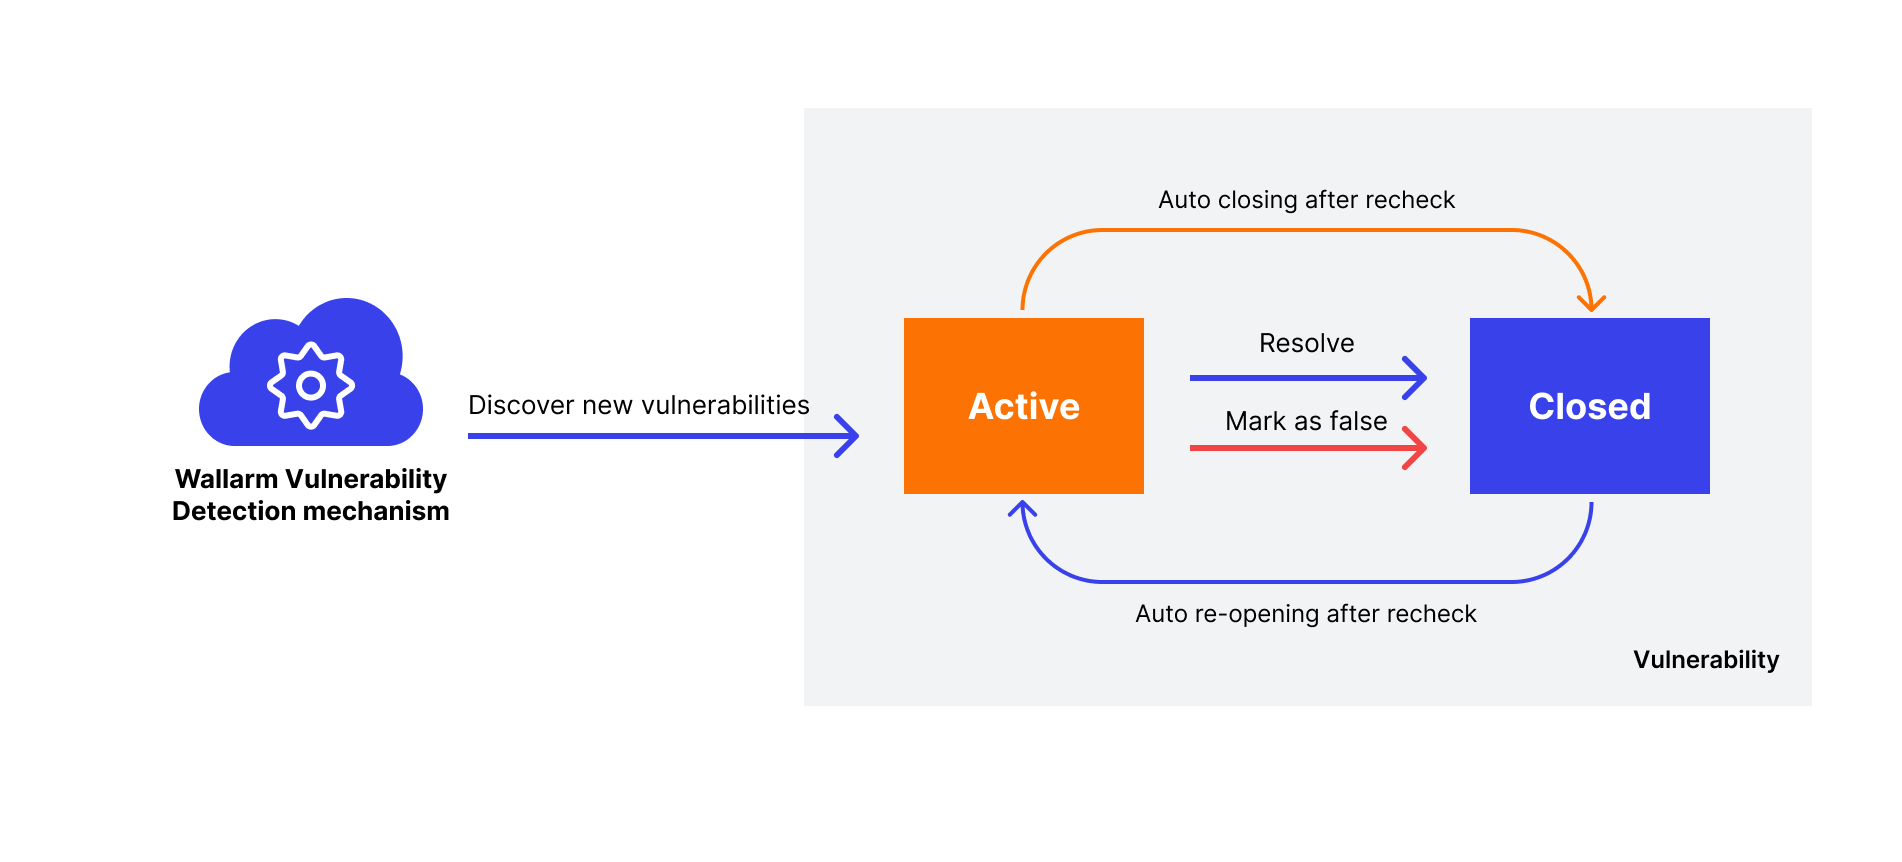 Wallarm Vulnerability
Detection mechanism
Discover new vulnerabilities
Auto closing after recheck
Active
Resolve
Mark as false
Closed
Auto re-opening after recheck
Vulnerability